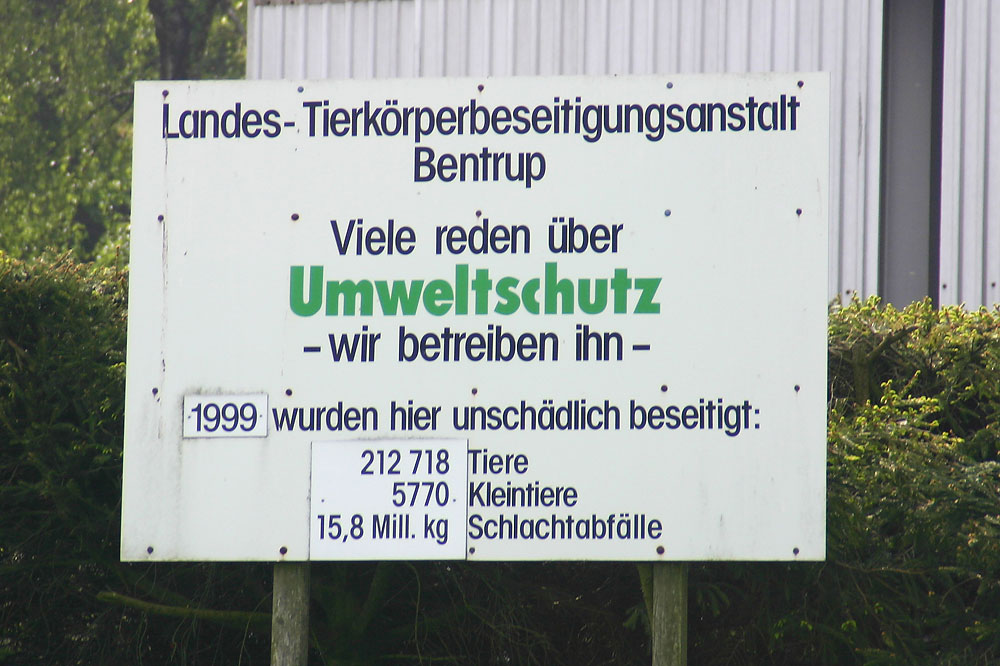 Landes-Tierkörperbeseitigungsanstalt
Bentrup
Viele reden über
Umweltschutz
– wir betreiben ihn –
1999 wurden hier unschädlich beseitigt:
212 718 Tiere
5770 Kleintiere
15,8 Mill. kg Schlachtabfälle